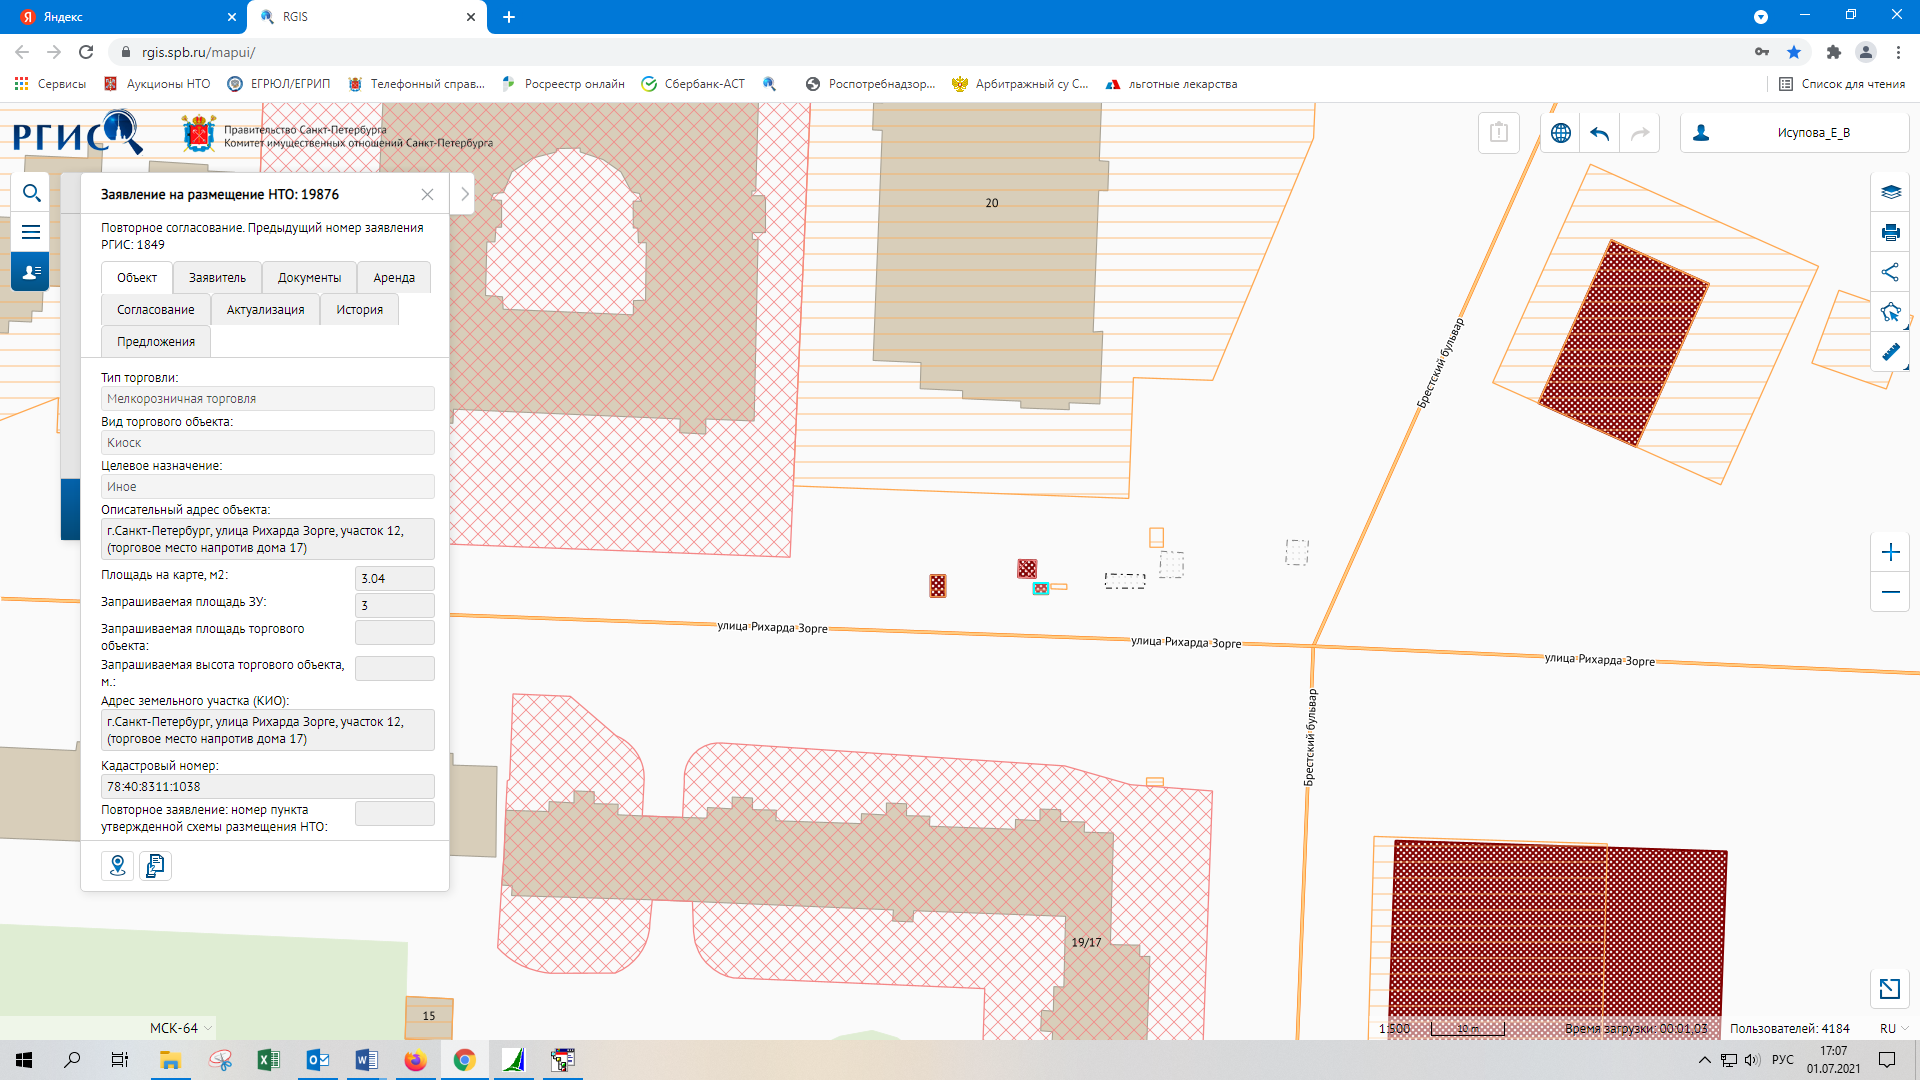 Яндекс
RGIS
rgis.spb.ru/mapui/
Сервисы
Аукционы НТО
ЕГРЮЛ/ЕГРИП
Телефонный справ...
Росреестр онлайн
Сбербанк-АСТ
Роспотребнадзор...
Арбитражный су С...
льготные лекарства
Список для чтения
РГИС
Правительство Санкт-Петербурга
Комитет имущественных отношений Санкт-Петербурга
Исупова_Е_В
Заявление на размещение НТО: 19876
Повторное согласование. Предыдущий номер заявления
РГИС: 1849
Объект
Заявитель
Документы
Аренда
Согласование
Актуализация
История
Предложения
Тип торговли:
Мелкорозничная торговля
Вид торгового объекта:
Киоск
Целевое назначение:
Иное
Описательный адрес объекта:
г.Санкт-Петербург, улица Рихарда Зорге, участок 12,
(торговое место напротив дома 17)
Площадь на карте, м2:
3.04
Запрашиваемая площадь ЗУ:
3
Запрашиваемая площадь торгового
объекта:
Запрашиваемая высота торгового объекта,
м.:
Адрес земельного участка (КИО):
г.Санкт-Петербург, улица Рихарда Зорге, участок 12,
(торговое место напротив дома 17)
Кадастровый номер:
78:40:8311:1038
Повторное заявление: номер пункта
утвержденной схемы размещения НТО:
20
Брестский бульвар
улица Рихарда Зорге
улица Рихарда Зорге
улица Рихарда Зорге
Брестский бульвар
19/17
15
МСК-64
1:500
10 m
Время загрузки: 00:01,03
Пользователей: 4184
RU
РУС
17:07
01.07.2021